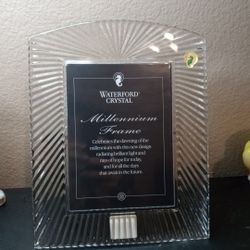 WATERFORD
CRYSTAL
Millennium
Frame
Celebrates the dawning of the
millennium with this new design
radiating brilliant light and
rays of hope for today,
and for all the days
that await in the future.